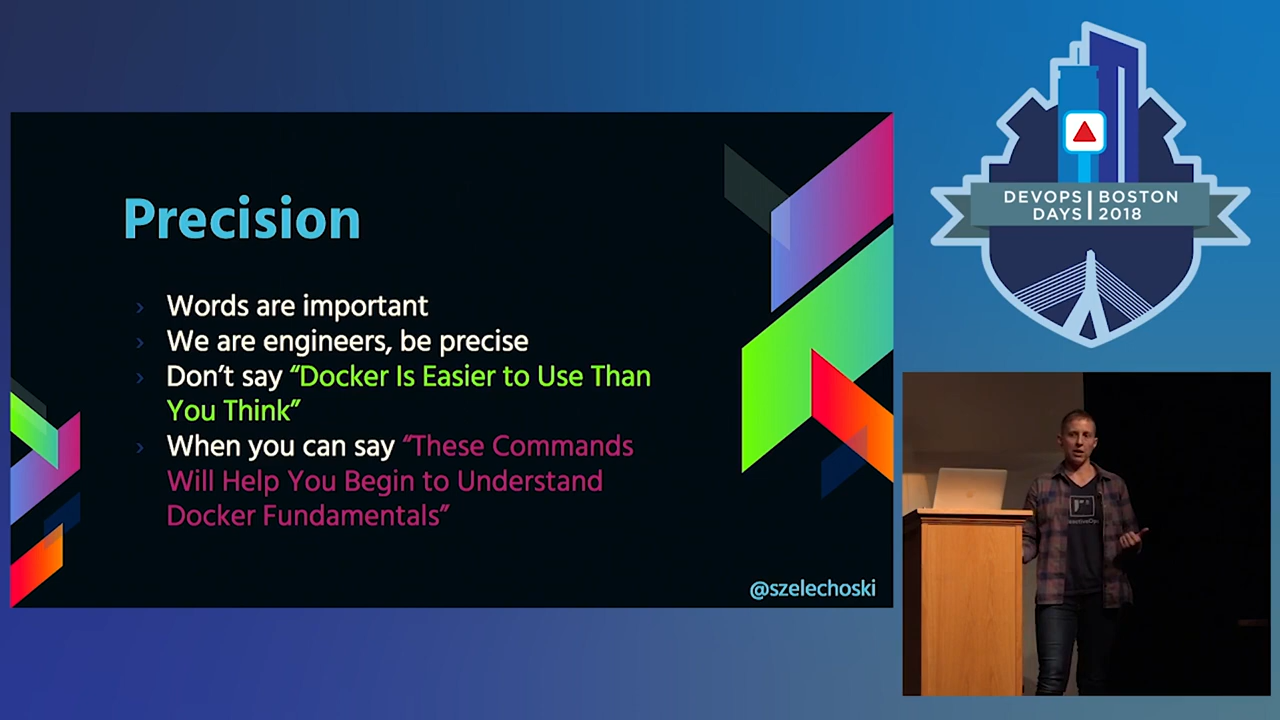 Precision
Words are important
We are engineers, be precise
Don’t say “Docker Is Easier to Use Than
You Think”
When you can say “These Commands
Will Help You Begin to Understand
Docker Fundamentals”
@szelechoski
DEVOPS DAYS
BOSTON 2018